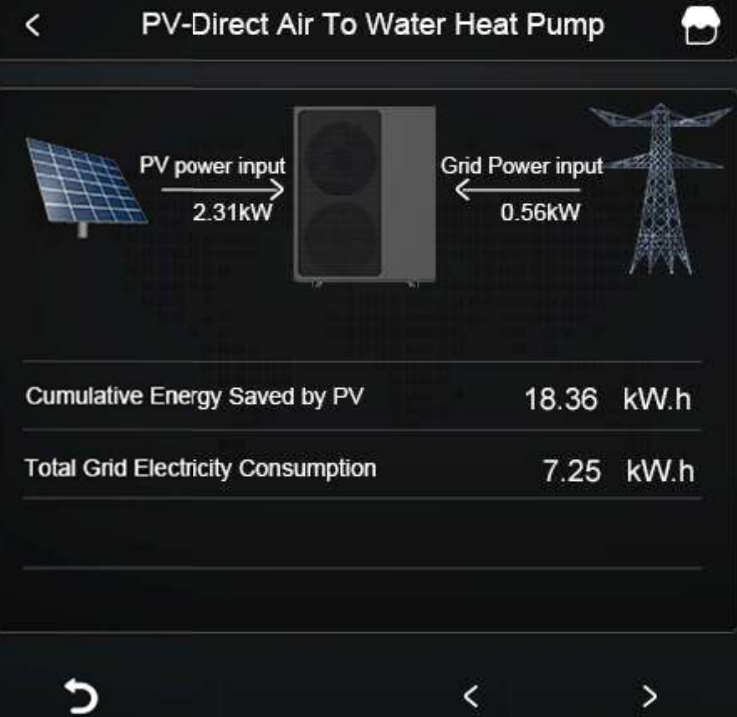 PV-Direct Air To Water Heat Pump
PV power input
2.31kW
Grid Power input
0.56kW
Cumulative Energy Saved by PV 18.36 kW.h
Total Grid Electricity Consumption 7.25 kW.h